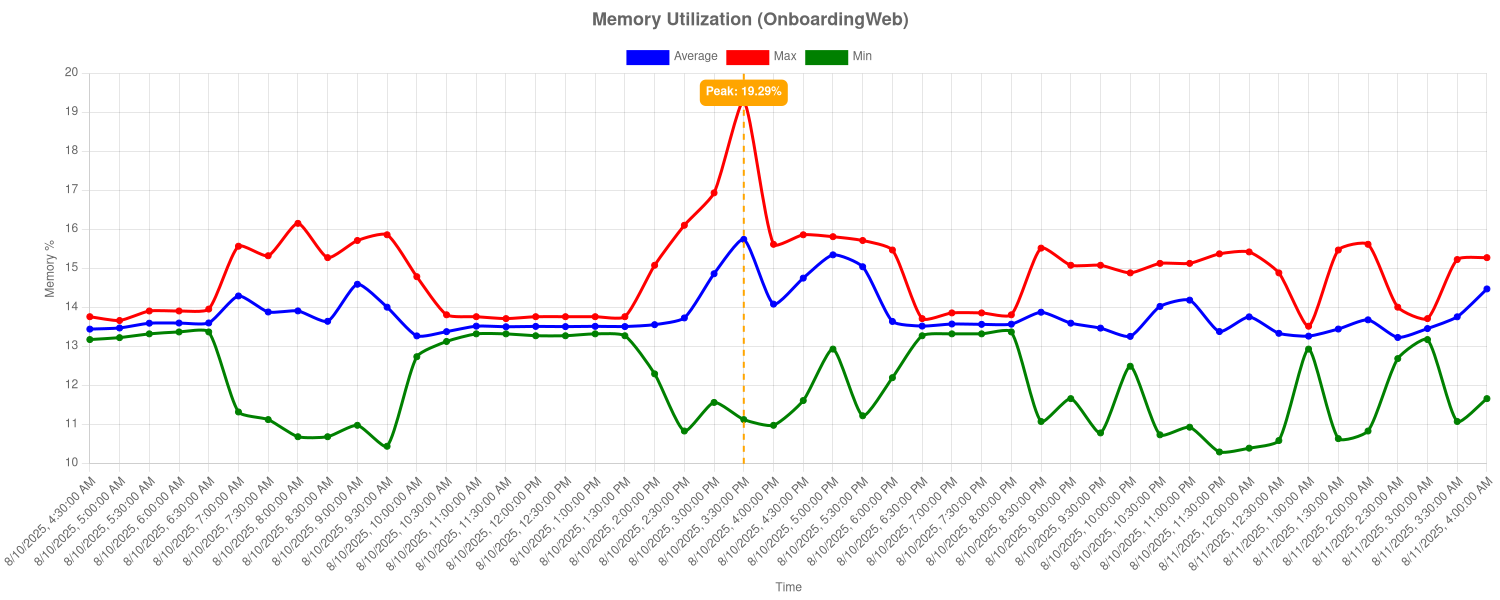 Memory Utilization (OnboardingWeb)
Average Max Min
Peak: 19.29%
Memory %
20
19
18
17
16
15
14
13
12
11
10
8/10/2025, 4:30:00 AM
8/10/2025, 5:00:00 AM
8/10/2025, 5:30:00 AM
8/10/2025, 6:00:00 AM
8/10/2025, 6:30:00 AM
8/10/2025, 7:00:00 AM
8/10/2025, 7:30:00 AM
8/10/2025, 8:00:00 AM
8/10/2025, 8:30:00 AM
8/10/2025, 9:00:00 AM
8/10/2025, 9:30:00 AM
8/10/2025, 10:00:00 AM
8/10/2025, 10:30:00 AM
8/10/2025, 11:00:00 AM
8/10/2025, 11:30:00 AM
8/10/2025, 12:00:00 PM
8/10/2025, 12:30:00 PM
8/10/2025, 1:00:00 PM
8/10/2025, 1:30:00 PM
8/10/2025, 2:00:00 PM
8/10/2025, 2:30:00 PM
8/10/2025, 3:00:00 PM
8/10/2025, 3:30:00 PM
8/10/2025, 4:00:00 PM
8/10/2025, 4:30:00 PM
8/10/2025, 5:00:00 PM
8/10/2025, 5:30:00 PM
8/10/2025, 6:00:00 PM
8/10/2025, 6:30:00 PM
8/10/2025, 7:00:00 PM
8/10/2025, 7:30:00 PM
8/10/2025, 8:00:00 PM
8/10/2025, 8:30:00 PM
8/10/2025, 9:00:00 PM
8/10/2025, 9:30:00 PM
8/10/2025, 10:00:00 PM
8/10/2025, 10:30:00 PM
8/10/2025, 11:00:00 PM
8/10/2025, 11:30:00 PM
8/11/2025, 12:00:00 AM
8/11/2025, 12:30:00 AM
8/11/2025, 1:00:00 AM
8/11/2025, 1:30:00 AM
8/11/2025, 2:00:00 AM
8/11/2025, 2:30:00 AM
8/11/2025, 3:00:00 AM
8/11/2025, 3:30:00 AM
8/11/2025, 4:00:00 AM
Time